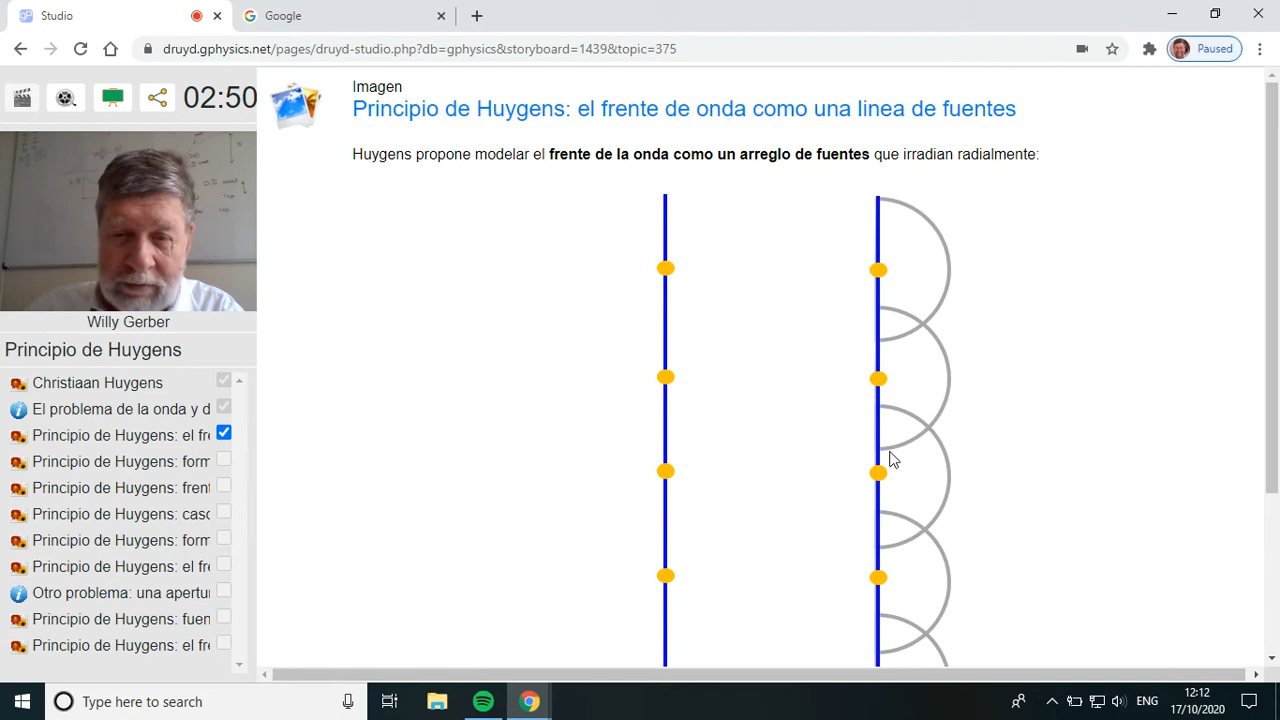 Studio
Google
druyd.gphysics.net/pages/druyd-studio.php?db=gphysics&storyboard=1439&topic=375
Paused
02:50
Imagen
Principio de Huygens: el frente de onda como una linea de fuentes
Huygens propone modelar el frente de la onda como un arreglo de fuentes que irradian radialmente:
Willy Gerber
Principio de Huygens
Christiaan Huygens
El problema de la onda y d
Principio de Huygens: el fre
Principio de Huygens: form
Principio de Huygens: frent
Principio de Huygens: caso
Principio de Huygens: form
Principio de Huygens: el fre
Otro problema: una apertur
Principio de Huygens: fuen
Principio de Huygens: el fre
Type here to search
ENG
12:12
17/10/2020